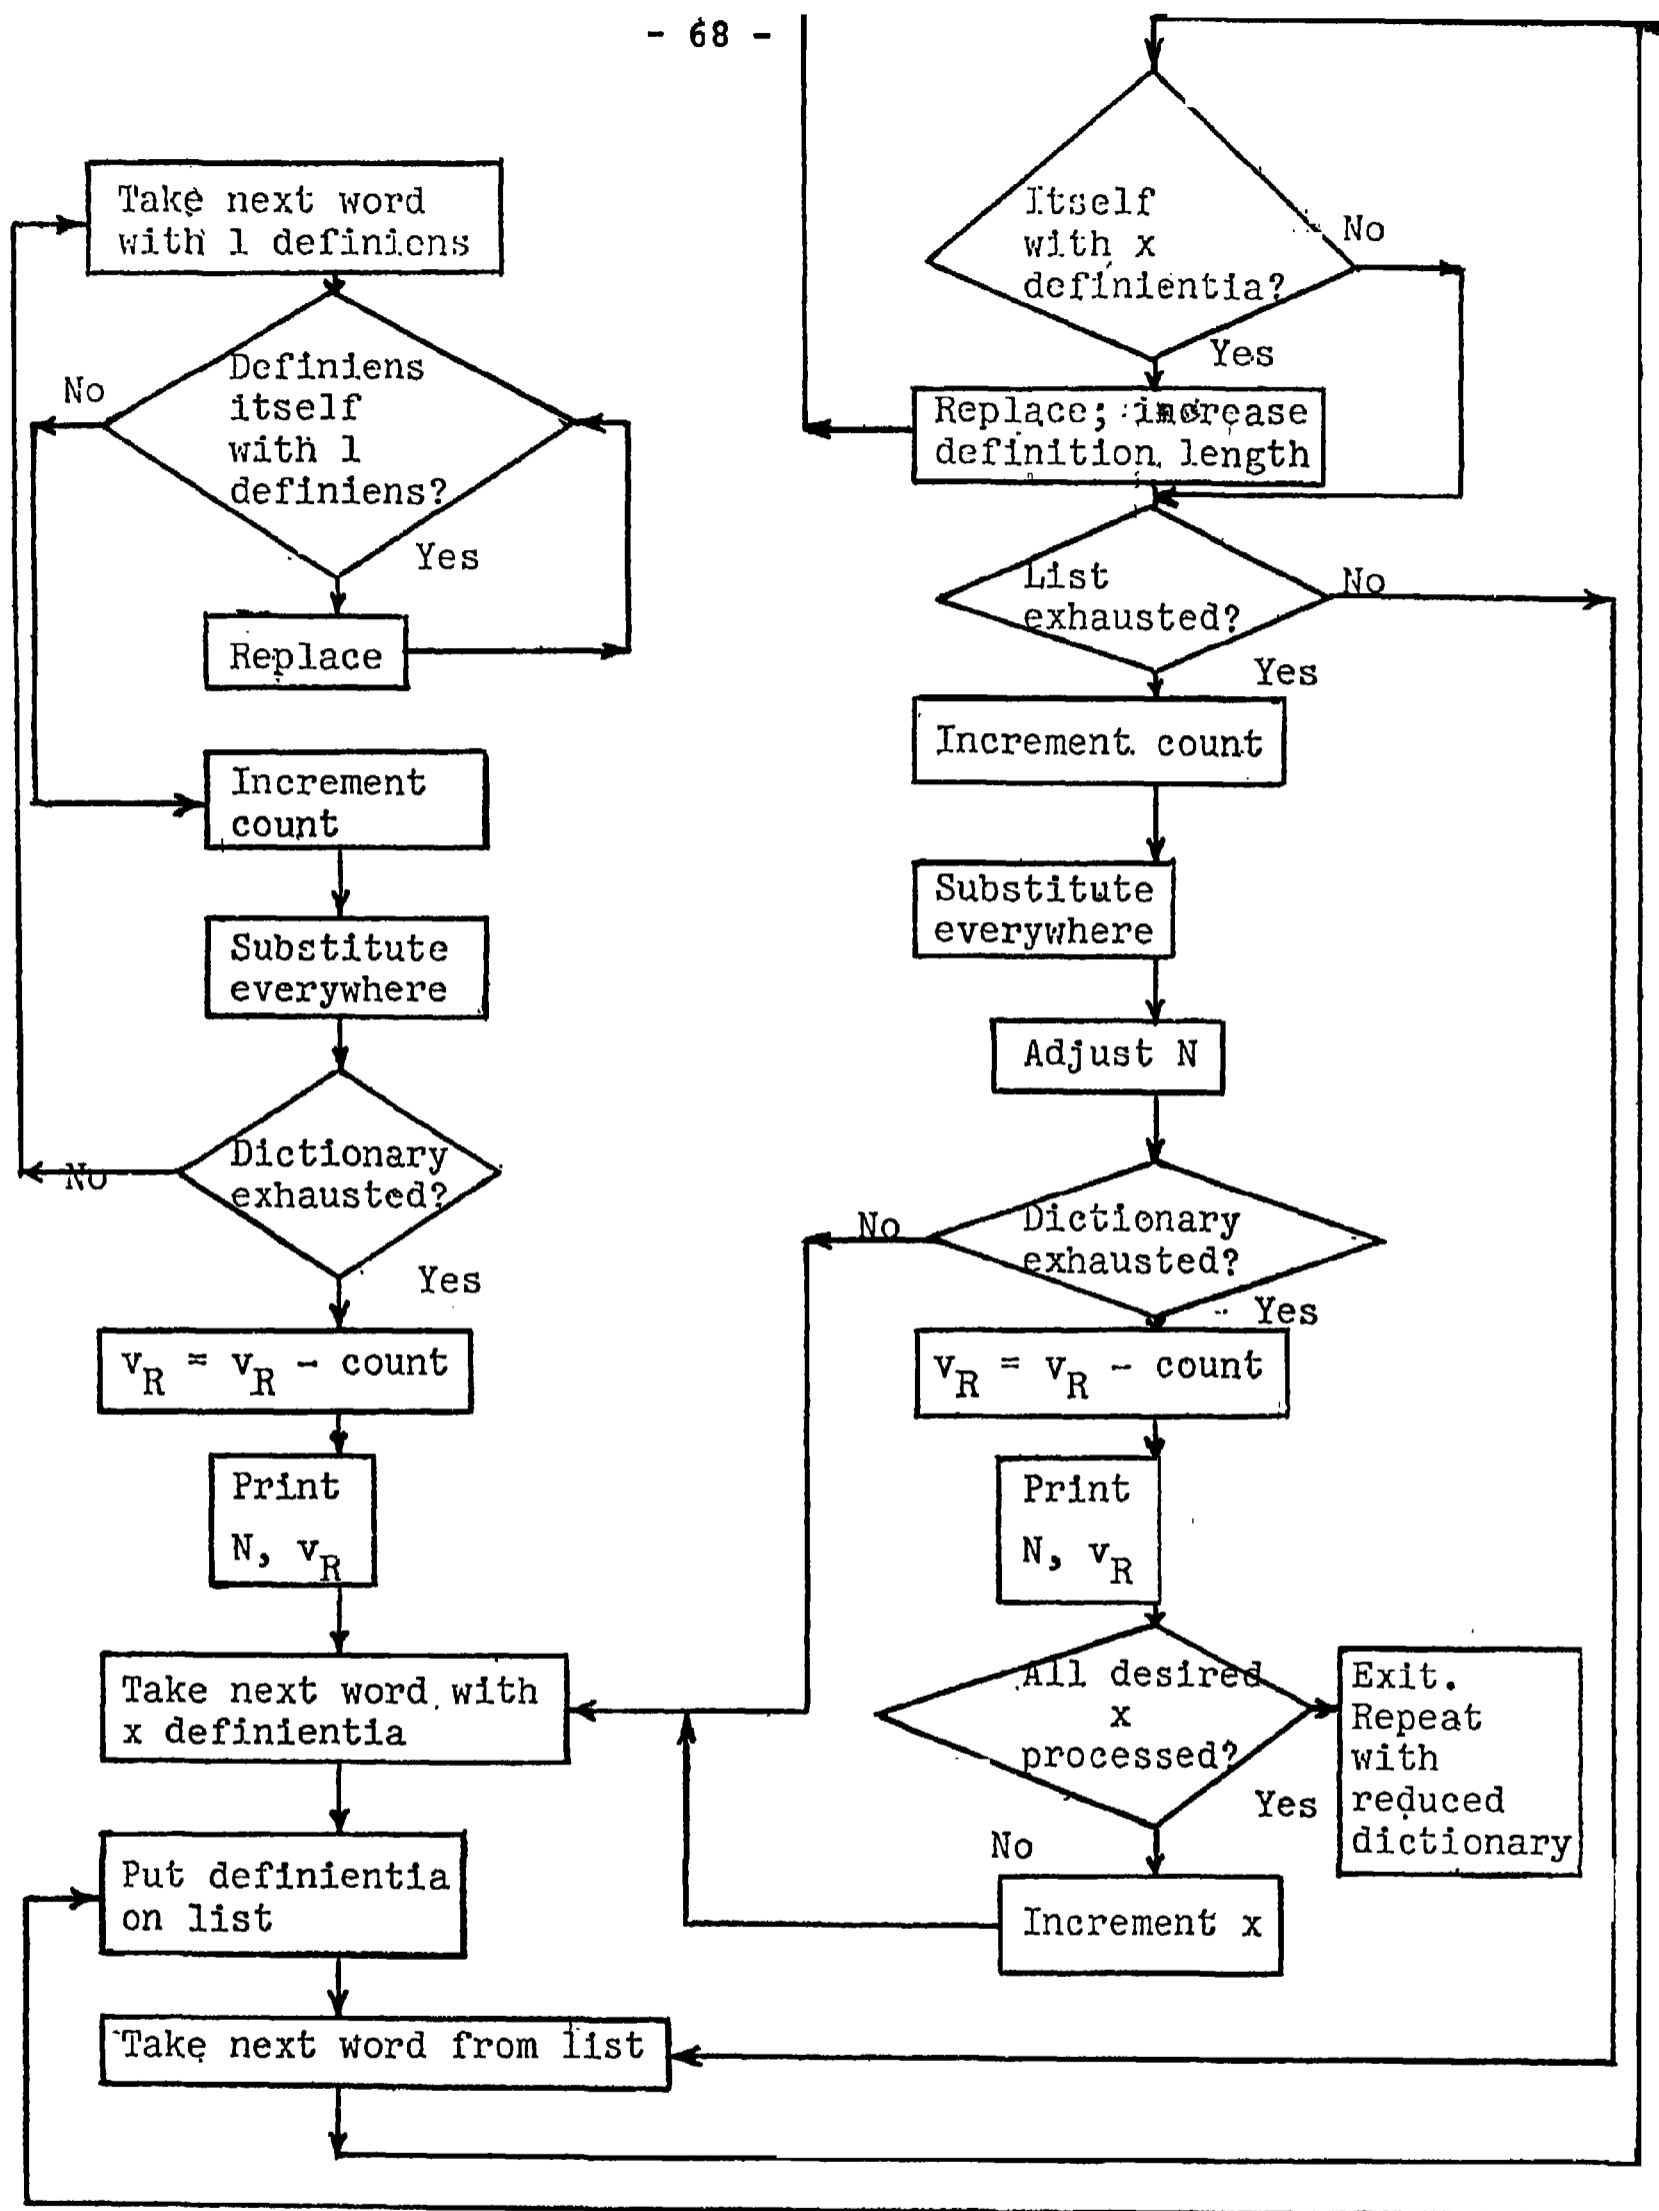 - 68 -
Take next word
with 1 definiens
Definiens
itself
with 1
definiens?
No
Yes
Replace
Increment
count
Substitute
everywhere
Dictionary
exhausted?
No
Yes
vR = vR - count
Print
N, vR
Take next word with
x definientia
Put definientia
on list
Take next word from list
Itself
with x
definientia?
No
Yes
Replace; increase
definition length
List
exhausted?
No
Yes
Increment count
Substitute
everywhere
Adjust N
Dictionary
exhausted?
No
Yes
vR = vR - count
Print
N, vR
All desired
x
processed?
Yes
No
Exit.
Repeat
with
reduced
dictionary
Increment x